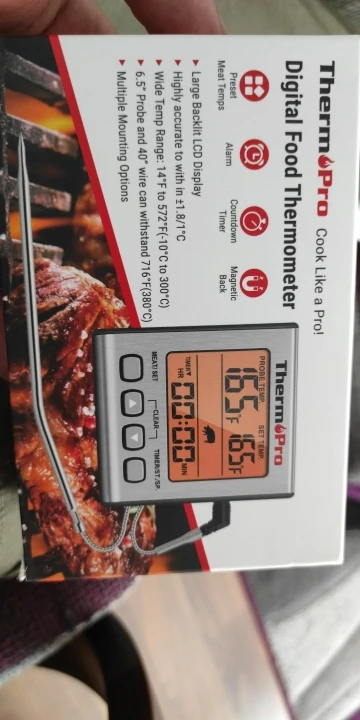 ThermoPro Cook Like a Pro!
Digital Food Thermometer
Preset
Meat Temps
Alarm
Countdown
Timer
Magnetic
Back
▸ Large Backlit LCD Display
▸ Highly accurate to with in ±1.8/1°C
▸ Wide Temp Range: 14°F to 572°F(-10°C to 300°C)
▸ 6.5" Probe and 40" wire can withstand 716°F(380°C)
▸ Multiple Mounting Options
ThermoPro
PROBE TEMP. SET TEMP.
165°F 165°F
TIMER
HR 00:00 MIN
MEAT/SET CLEAR TIMER/ST./SP.